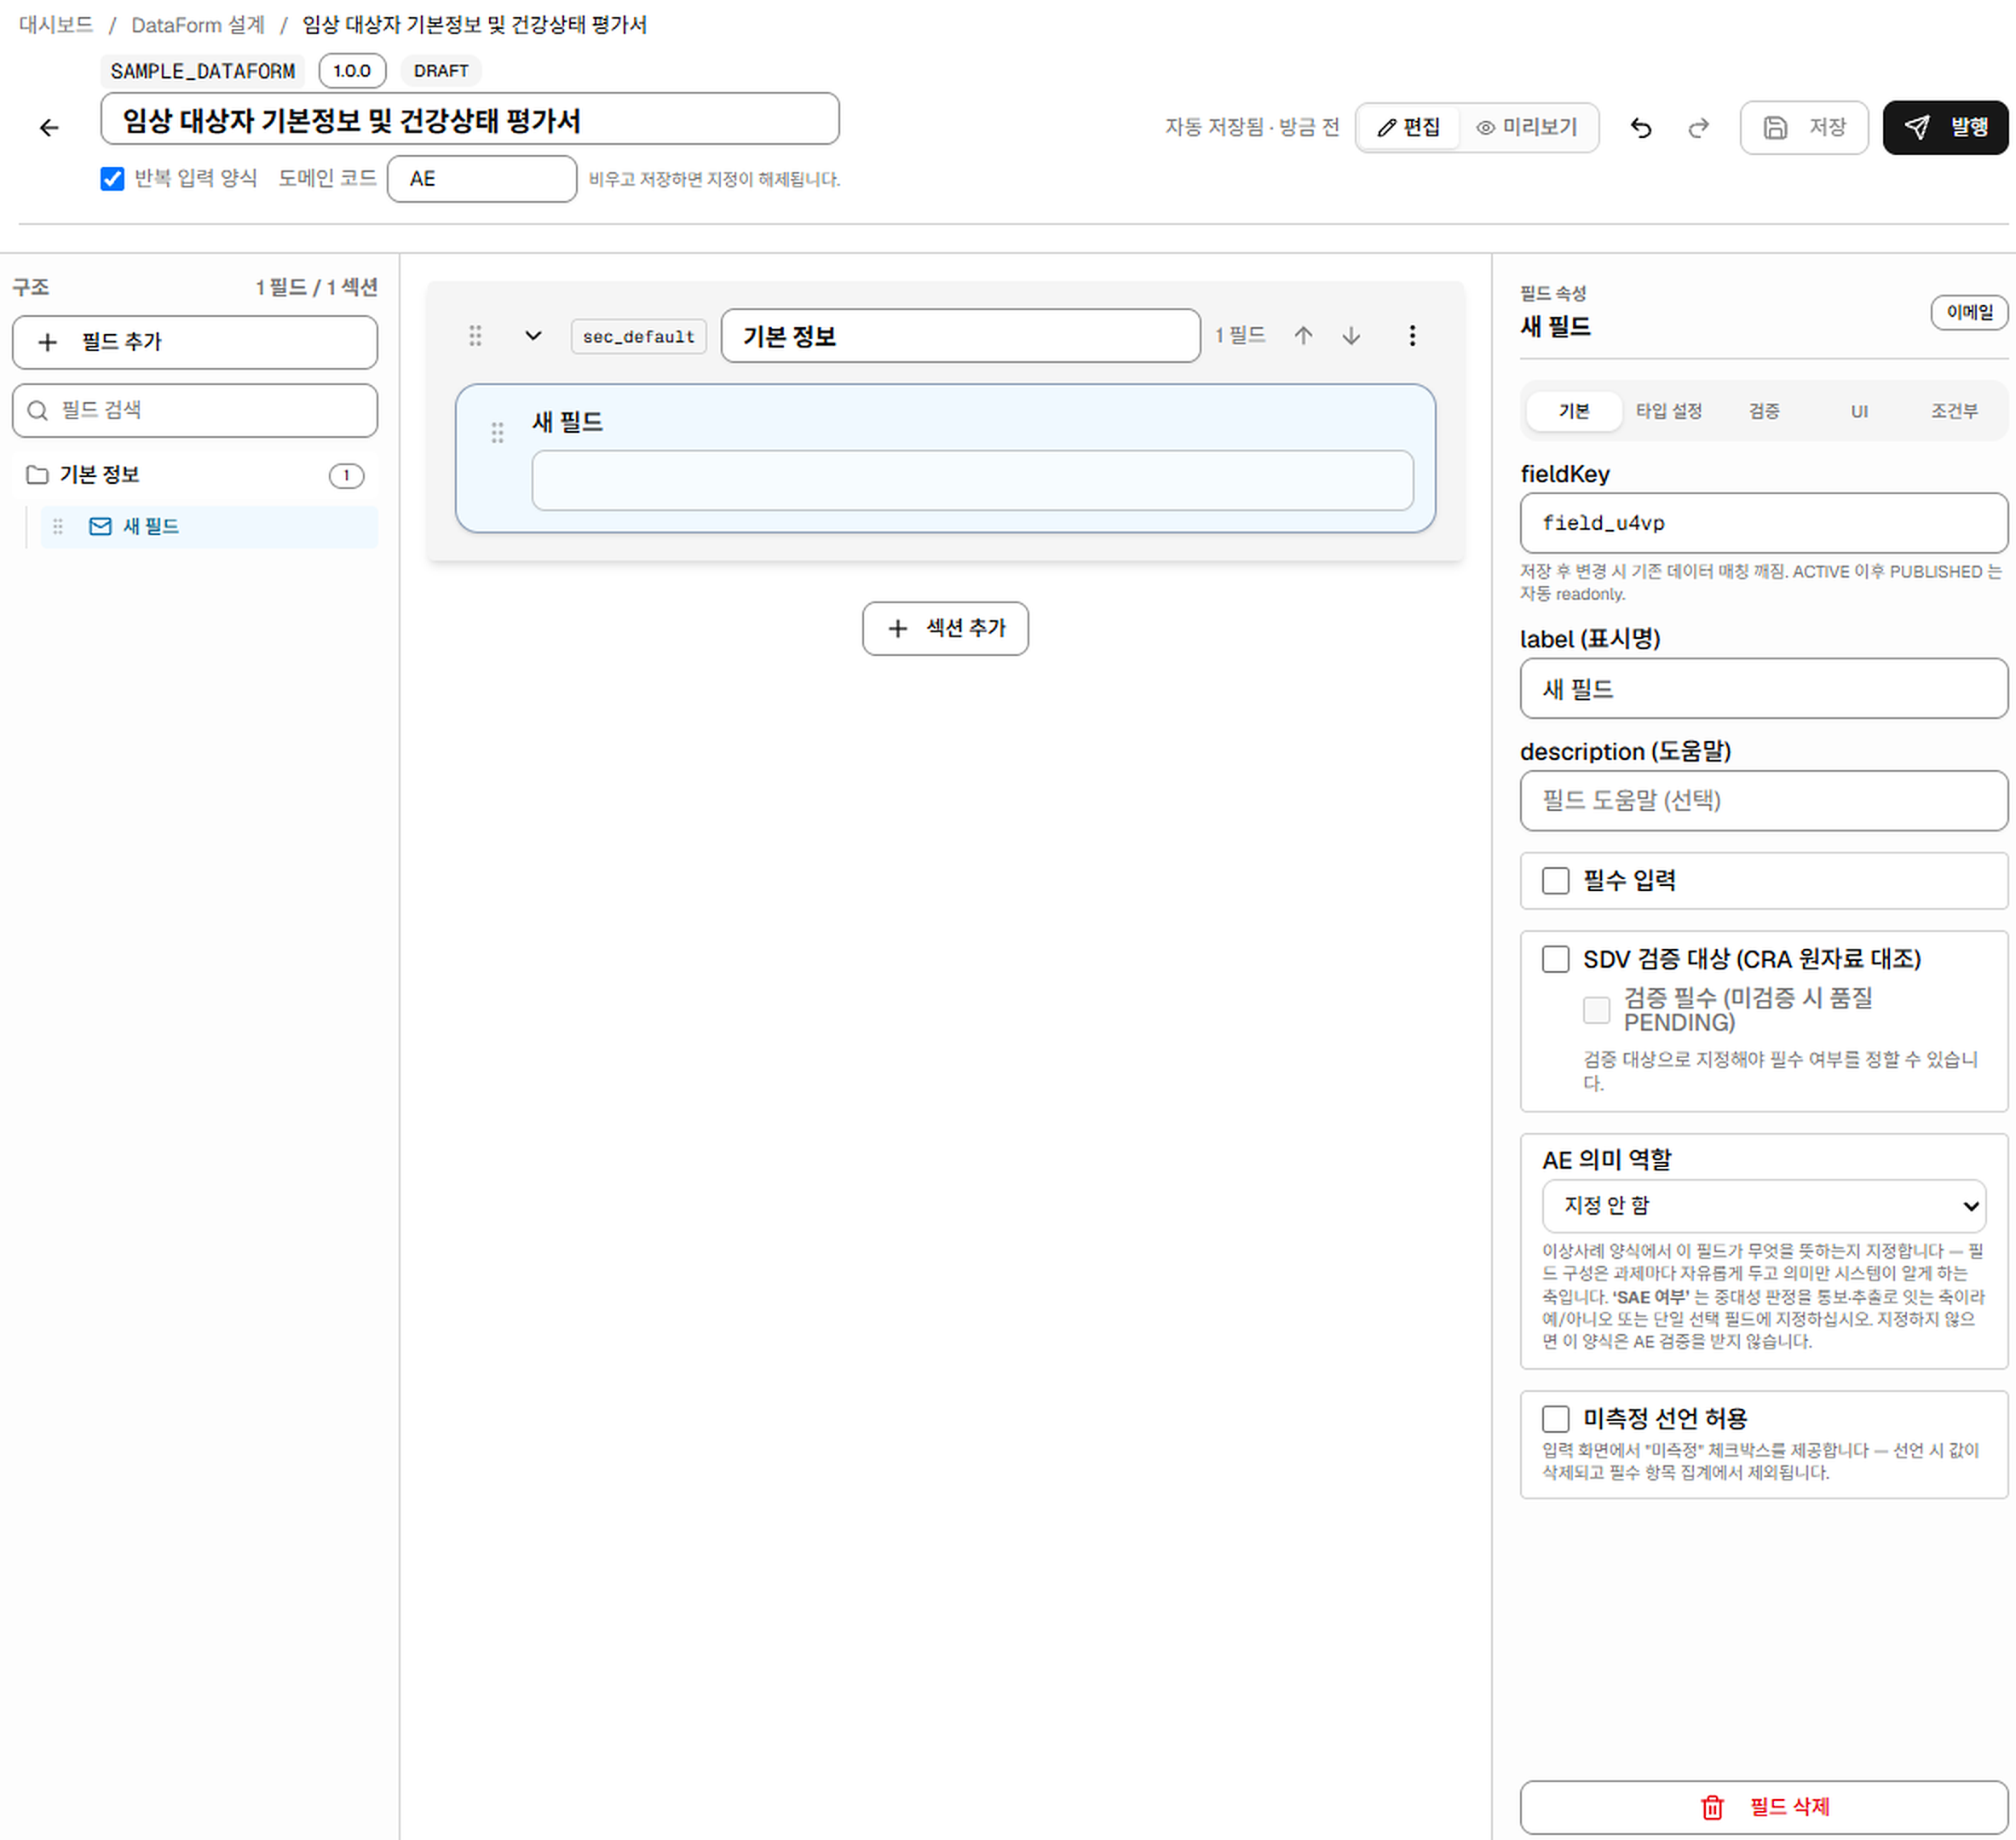 대시보드 / DataForm 설계 / 임상 대상자 기본정보 및 건강상태 평가서
SAMPLE_DATAFORM 1.0.0 DRAFT
임상 대상자 기본정보 및 건강상태 평가서
자동 저장됨 · 방금 전 편집 미리보기 저장 발행
반복 입력 양식 도메인 코드 AE 비우고 저장하면 지정이 해제됩니다.
구조 1 필드 / 1 섹션
필드 추가
필드 검색
기본 정보 1
새 필드
sec_default 기본 정보 1 필드
새 필드
섹션 추가
필드 속성
새 필드 이메일
기본 타입 설정 검증 UI 조건부
fieldKey
field_u4vp
저장 후 변경 시 기존 데이터 매칭 깨짐. ACTIVE 이후 PUBLISHED 는
자동 readonly.
label (표시명)
새 필드
description (도움말)
필드 도움말 (선택)
필수 입력
SDV 검증 대상 (CRA 원자료 대조)
검증 필수 (미검증 시 품질
PENDING)
검증 대상으로 지정해야 필수 여부를 정할 수 있습니
다.
AE 의미 역할
지정 안 함
이상사례 양식에서 이 필드가 무엇을 뜻하는지 지정합니다 — 필
드 구성은 과제마다 자유롭게 두고 의미만 시스템이 알게 하는
축입니다. ‘SAE 여부’ 는 중대성 판정을 통보·추출로 잇는 축이라
예/아니오 또는 단일 선택 필드에 지정하십시오. 지정하지 않으
면 이 양식은 AE 검증을 받지 않습니다.
미측정 선언 허용
입력 화면에서 "미측정" 체크박스를 제공합니다 — 선언 시 값이
삭제되고 필수 항목 집계에서 제외됩니다.
필드 삭제